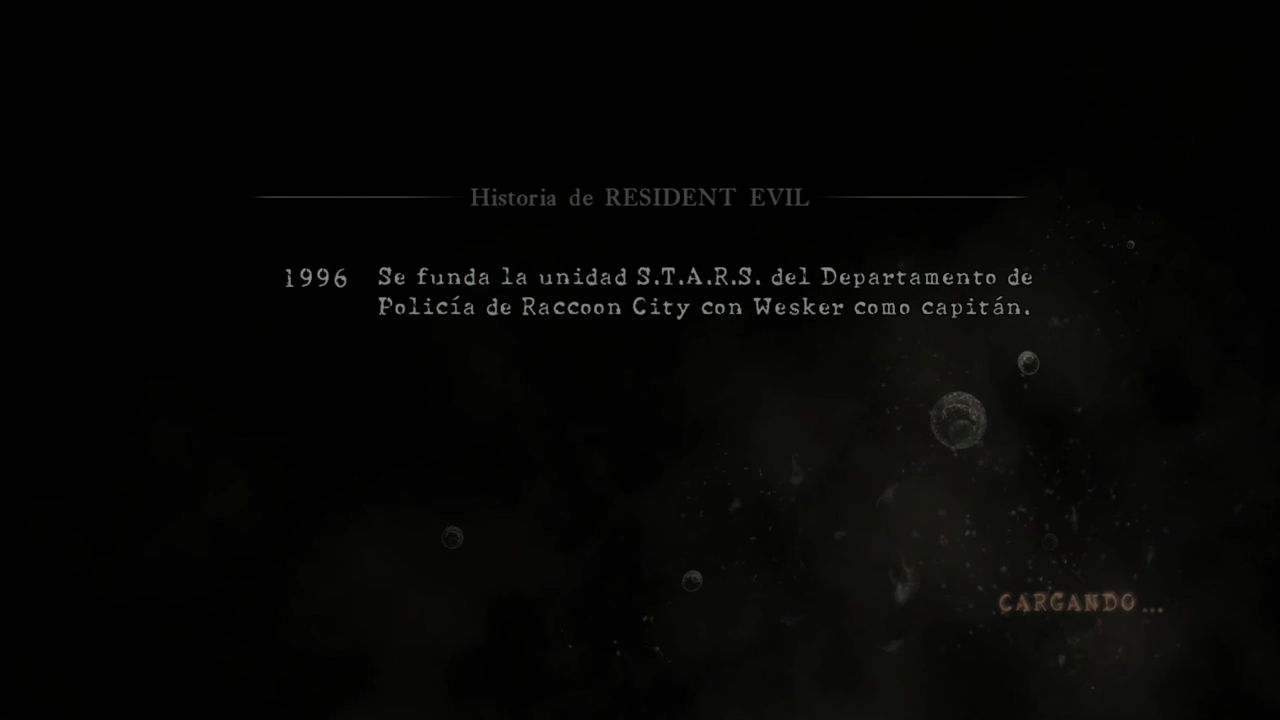 Historia de RESIDENT EVIL
1996 Se funda la unidad S.T.A.R.S. del Departamento de
Policía de Raccoon City con Wesker como capitán.
CARGANDO...